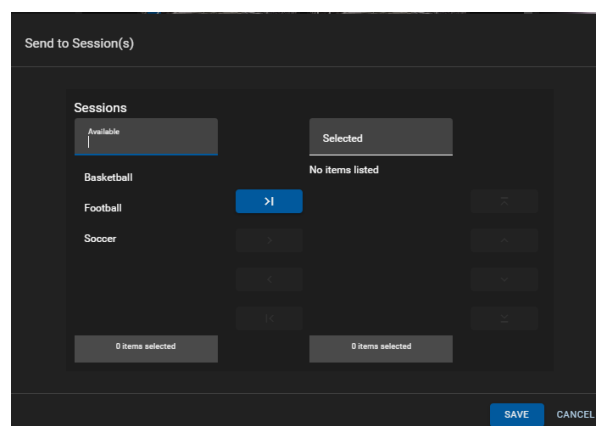 Send to Session(s)
Sessions
Available
Selected
No items listed
Basketball
Football
Soccer
0 items selected
0 items selected
SAVE
CANCEL